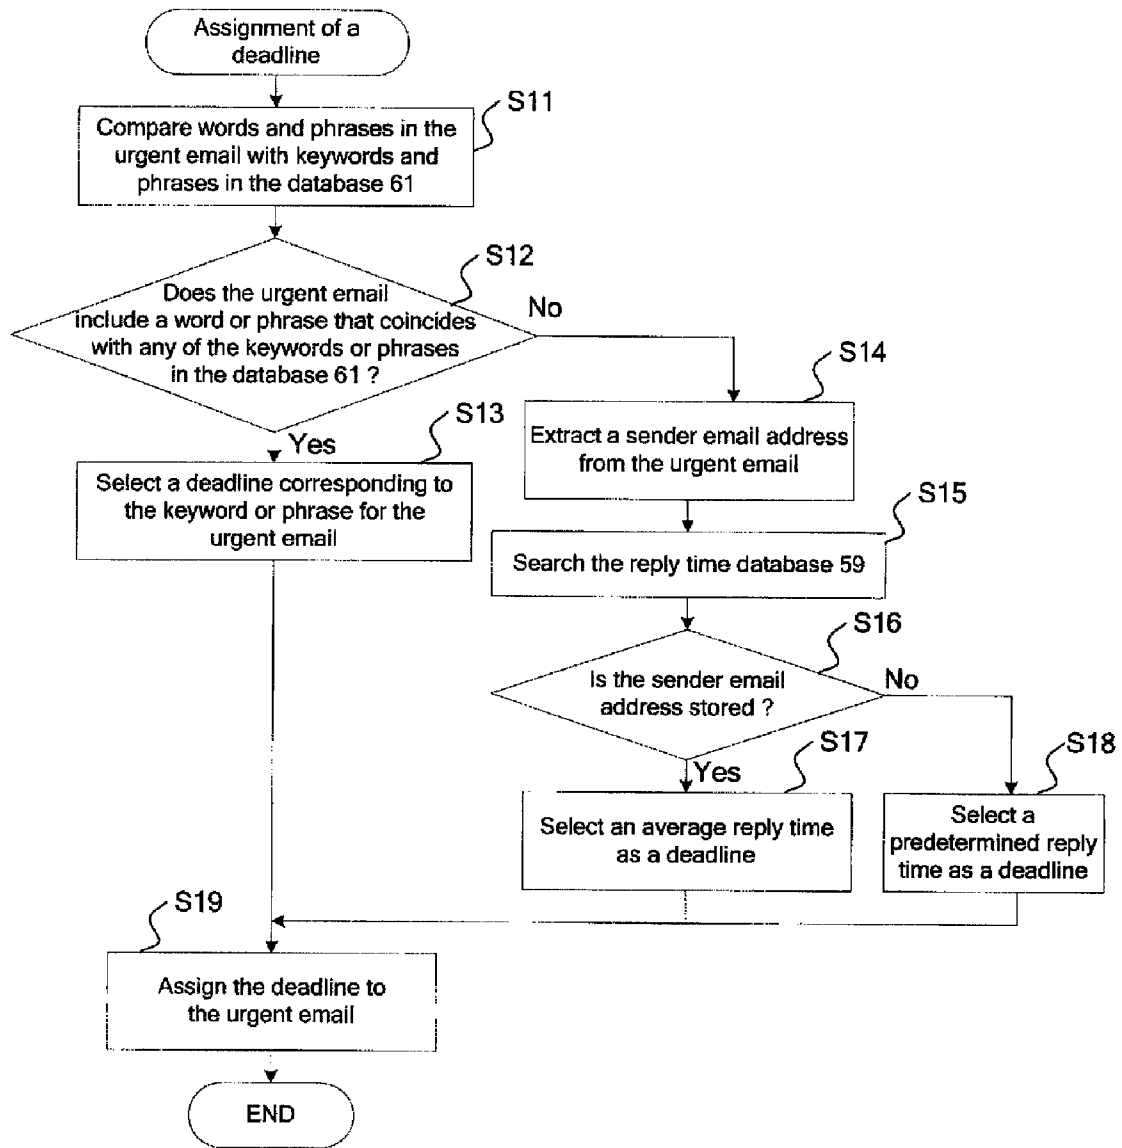 Assignment of a
deadline
S11
Compare words and phrases in the
urgent email with keywords and
phrases in the database 61
S12
Does the urgent email
include a word or phrase that coincides
with any of the keywords or phrases
in the database 61 ?
No
Yes
S13
Select a deadline corresponding to
the keyword or phrase for the
urgent email
S14
Extract a sender email address
from the urgent email
S15
Search the reply time database 59
S16
Is the sender email
address stored ?
No
Yes
S17
Select an average reply time
as a deadline
S18
Select a
predetermined reply
time as a deadline
S19
Assign the deadline to
the urgent email
END